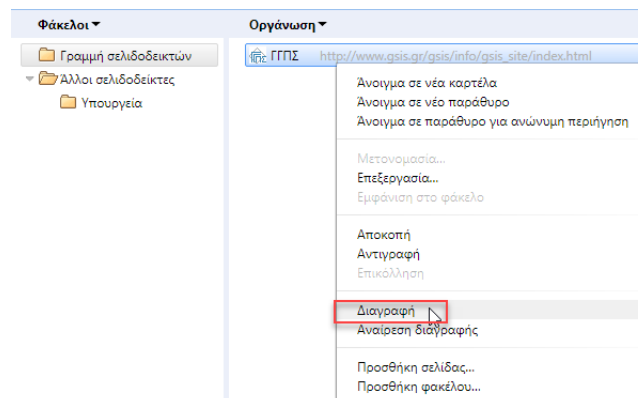 Φάκελοι
Οργάνωση
Γραμμή σελιδοδεικτών
Άλλοι σελιδοδείκτες
Υπουργεία
ΓΓΠΣ http://www.gsis.gr/gsis/info/gsis_site/index.html
Άνοιγμα σε νέα καρτέλα
Άνοιγμα σε νέο παράθυρο
Άνοιγμα σε παράθυρο για ανώνυμη περιήγηση
Μετονομασία...
Επεξεργασία...
Εμφάνιση στο φάκελο
Αποκοπή
Αντιγραφή
Επικόλληση
Διαγραφή
Αναίρεση διαγραφής
Προσθήκη σελίδας...
Προσθήκη φακέλου...